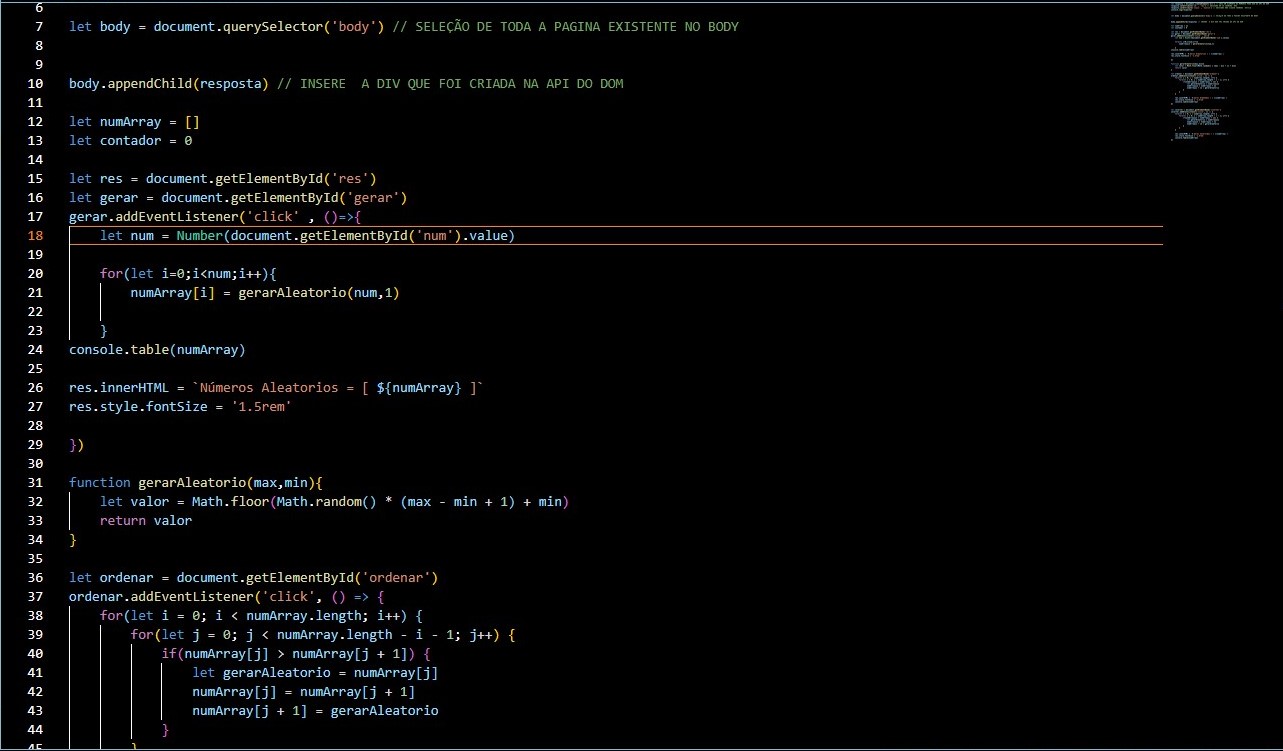 6
7 let body = document.querySelector('body') // SELEÇÃO DE TODA A PAGINA EXISTENTE NO BODY
8
9
10 body.appendChild(resposta) // INSERE  A DIV QUE FOI CRIADA NA API DO DOM
11
12 let numArray = []
13 let contador = 0
14
15 let res = document.getElementById('res')
16 let gerar = document.getElementById('gerar')
17 gerar.addEventListener('click' , ()=>{
18     let num = Number(document.getElementById('num').value)
19
20     for(let i=0;i<num;i++){
21         numArray[i] = gerarAleatorio(num,1)
22
23     }
24 console.table(numArray)
25
26 res.innerHTML = `Números Aleatorios = [ ${numArray} ]`
27 res.style.fontSize = '1.5rem'
28
29 })
30
31 function gerarAleatorio(max,min){
32     let valor = Math.floor(Math.random() * (max - min + 1) + min)
33     return valor
34 }
35
36 let ordenar = document.getElementById('ordenar')
37 ordenar.addEventListener('click', () => {
38     for(let i = 0; i < numArray.length; i++) {
39         for(let j = 0; j < numArray.length - i - 1; j++) {
40             if(numArray[j] > numArray[j + 1]) {
41                 let gerarAleatorio = numArray[j]
42                 numArray[j] = numArray[j + 1]
43                 numArray[j + 1] = gerarAleatorio
44             }
45         }